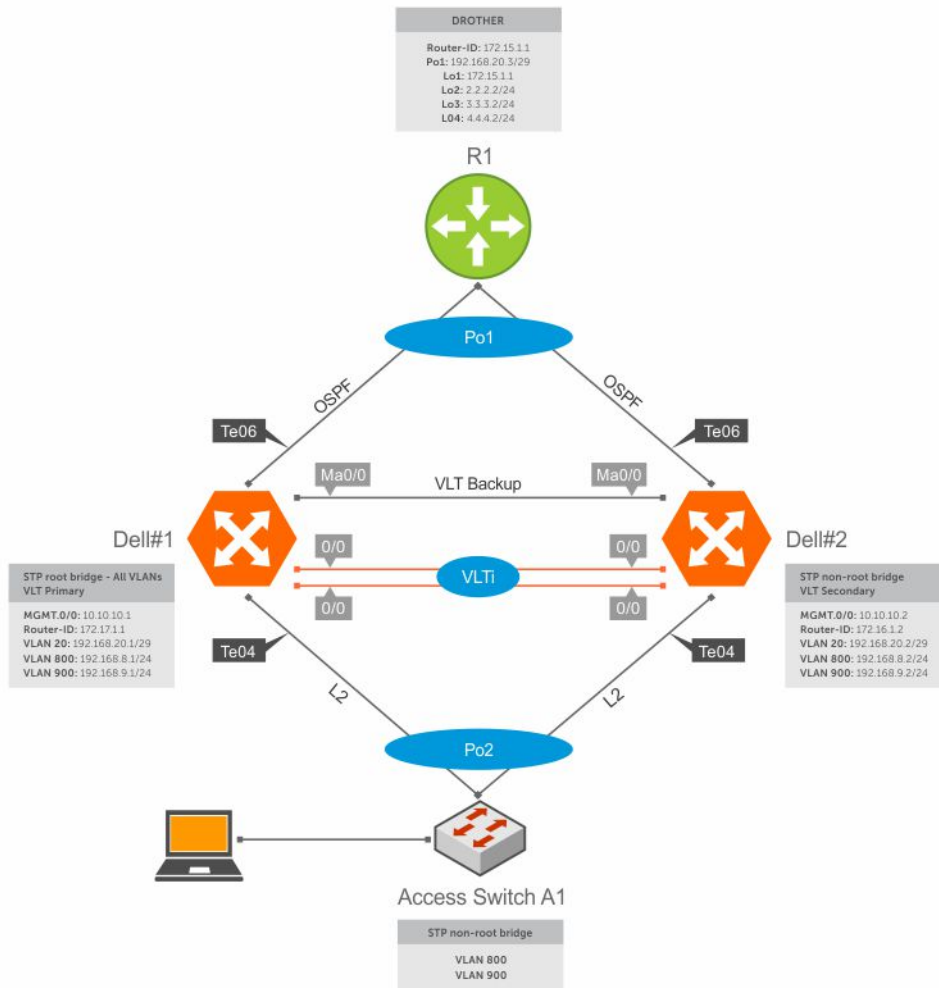 DROTHER
Router-ID: 172.15.1.1
Po1: 192.168.20.3/29
Lo1: 172.15.1.1
Lo2: 2.2.2.2/24
Lo3: 3.3.3.2/24
L04: 4.4.4.2/24
R1
Po1
OSPF
OSPF
Te06
Te06
Ma0/0
VLT Backup
Ma0/0
Dell#1
Dell#2
0/0
VLTi
0/0
0/0
0/0
STP root bridge - All VLANs
VLT Primary
MGMT.0/0: 10.10.10.1
Router-ID: 172.17.1.1
VLAN 20: 192.168.20.1/29
VLAN 800: 192.168.8.1/24
VLAN 900: 192.168.9.1/24
STP non-root bridge
VLT Secondary
MGMT.0/0: 10.10.10.2
Router-ID: 172.16.1.2
VLAN 20: 192.168.20.2/29
VLAN 800: 192.168.8.2/24
VLAN 900: 192.168.9.2/24
Te04
Te04
L2
L2
Po2
Access Switch A1
STP non-root bridge
VLAN 800
VLAN 900